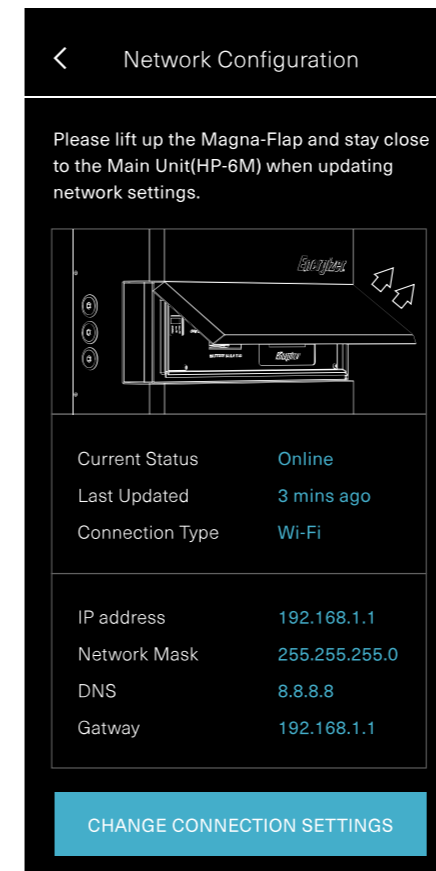 Network Configuration
Please lift up the Magna-Flap and stay close
to the Main Unit(HP-6M) when updating
network settings.
Energizer
Energizer
Current Status Online
Last Updated 3 mins ago
Connection Type Wi-Fi
IP address 192.168.1.1
Network Mask 255.255.255.0
DNS 8.8.8.8
Gatway 192.168.1.1
CHANGE CONNECTION SETTINGS